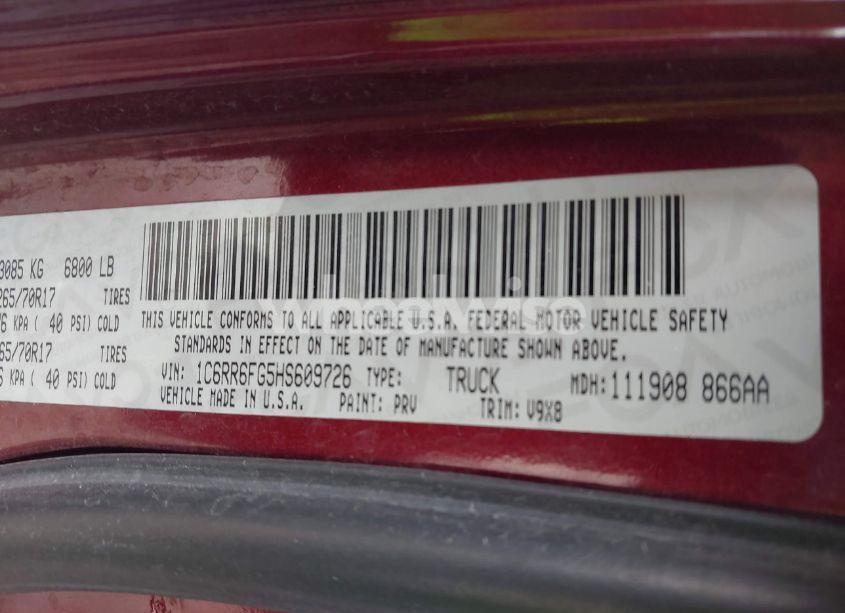 3085 KG 6800 LB
265/70R17 TIRES
6 KPA ( 40 PSI) COLD
65/70R17 TIRES
6 KPA ( 40 PSI) COLD
THIS VEHICLE CONFORMS TO ALL APPLICABLE U.S.A. FEDERAL MOTOR VEHICLE SAFETY
STANDARDS IN EFFECT ON THE DATE OF MANUFACTURE SHOWN ABOVE.
VIN: 1C6RR6FG5HS609726 TYPE: TRUCK MDH: 111908 866AA
VEHICLE MADE IN U.S.A. PAINT: PRV TRIM: V9X8